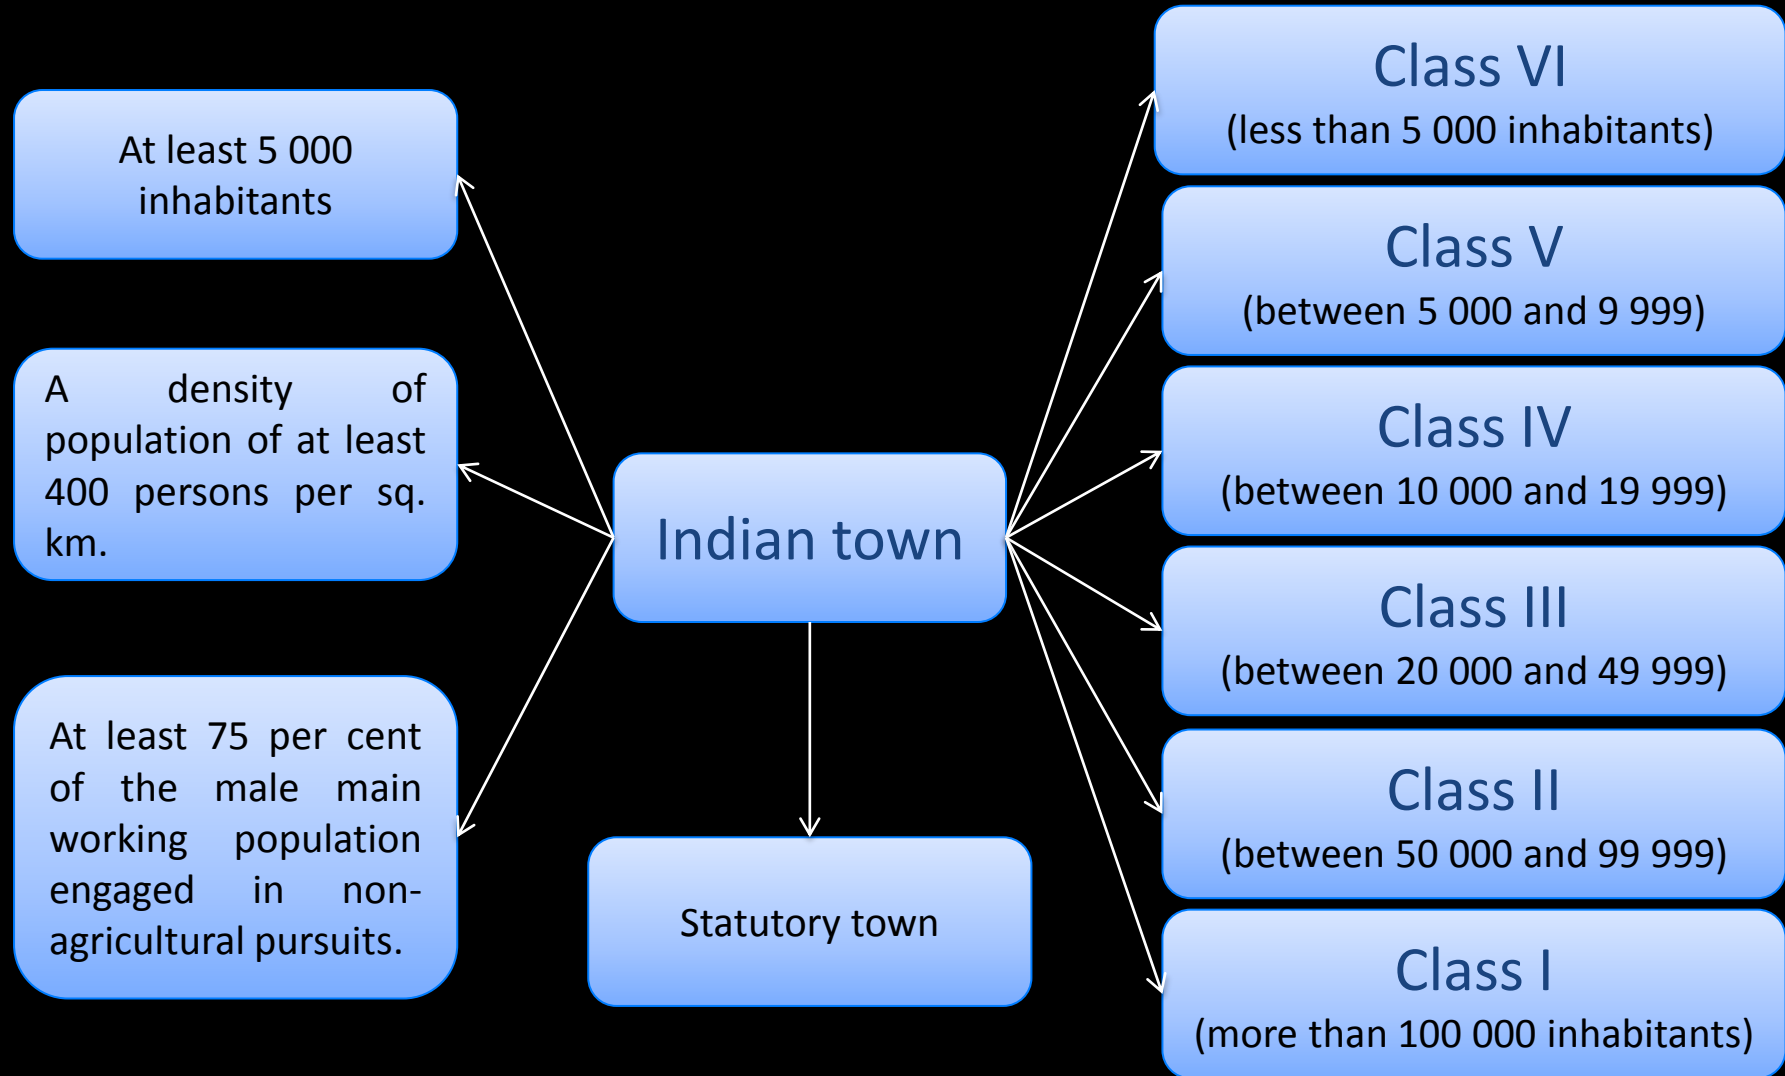 At least 5 000
inhabitants
A density of
population of at least
400 persons per sq.
km.
At least 75 per cent
of the male main
working population
engaged in non-
agricultural pursuits.
Indian town
Statutory town
Class VI
(less than 5 000 inhabitants)
Class V
(between 5 000 and 9 999)
Class IV
(between 10 000 and 19 999)
Class III
(between 20 000 and 49 999)
Class II
(between 50 000 and 99 999)
Class I
(more than 100 000 inhabitants)